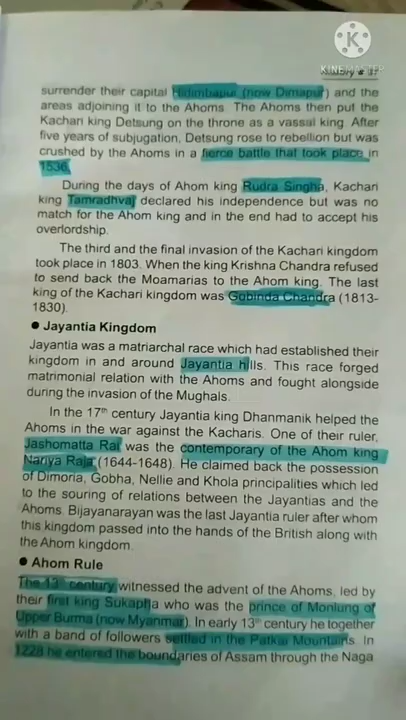 KINEMASTER
History # 37
surrender their capital Hidimbapur (now Dimapur) and the
areas adjoining it to the Ahoms. The Ahoms then put the
Kachari king Detsung on the throne as a vassal king. After
five years of subjugation, Detsung rose to rebellion but was
crushed by the Ahoms in a fierce battle that took place in
1536.
During the days of Ahom king Rudra Singha, Kachari
king Tamradhvaj declared his independence but was no
match for the Ahom king and in the end had to accept his
overlordship.
The third and the final invasion of the Kachari kingdom
took place in 1803. When the king Krishna Chandra refused
to send back the Moamarias to the Ahom king. The last
king of the Kachari kingdom was Gobinda Chandra (1813-
1830).
● Jayantia Kingdom
Jayantia was a matriarchal race which had established their
kingdom in and around Jayantia hills. This race forged
matrimonial relation with the Ahoms and fought alongside
during the invasion of the Mughals.
In the 17th century Jayantia king Dhanmanik helped the
Ahoms in the war against the Kacharis. One of their ruler,
Jashomatta Rai was the contemporary of the Ahom king
Nariya Raja (1644-1648). He claimed back the possession
of Dimoria, Gobha, Nellie and Khola principalities which led
to the souring of relations between the Jayantias and the
Ahoms. Bijayanarayan was the last Jayantia ruler after whom
this kingdom passed into the hands of the British along with
the Ahom kingdom.
● Ahom Rule
The 13th century witnessed the advent of the Ahoms, led by
their first king Sukapha who was the prince of Monlung of
Upper Burma (now Myanmar). In early 13th century he together
with a band of followers settled in the Patkai Mountains. In
1228 he entered the boundaries of Assam through the Naga